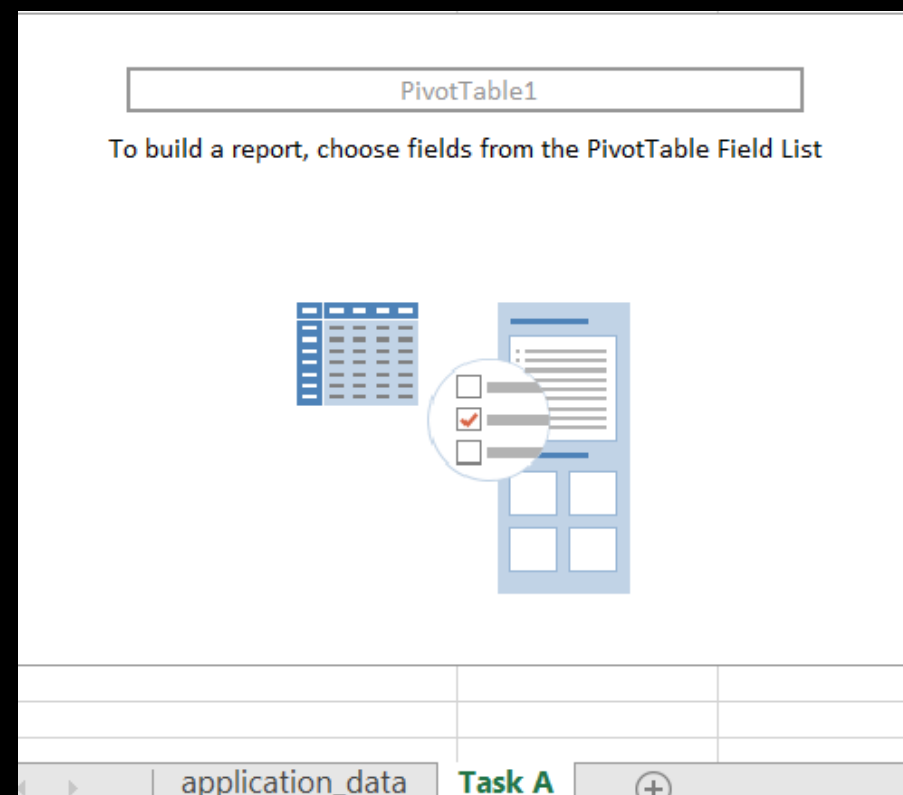 PivotTable1
To build a report, choose fields from the PivotTable Field List
application_data
Task A